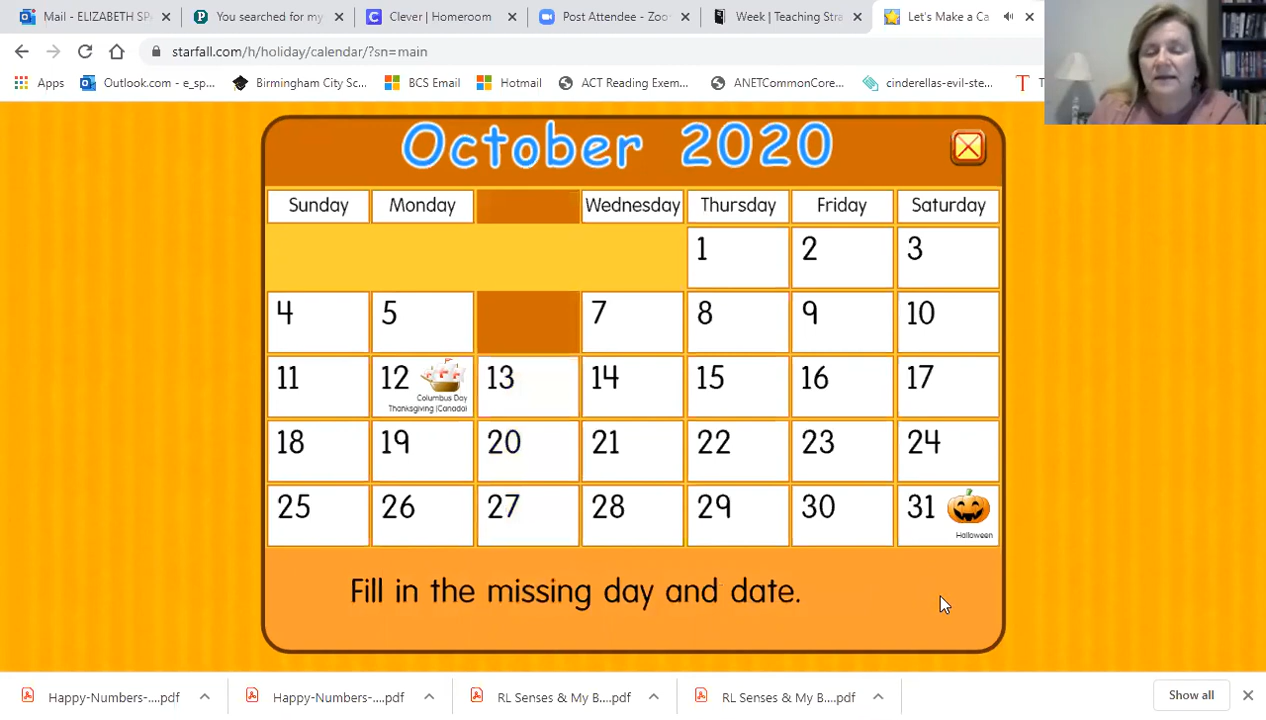 Mail - ELIZABETH SP
You searched for my
Clever | Homeroom
Post Attendee - Zoo
Week | Teaching Stra
Let's Make a Ca
starfall.com/h/holiday/calendar/?sn=main
Apps
Outlook.com - e_sp...
Birmingham City Sc...
BCS Email
Hotmail
ACT Reading Exem...
ANETCommonCore...
cinderellas-evil-ste...
T
October 2020
Sunday Monday Wednesday Thursday Friday Saturday
1 2 3
4 5 7 8 9 10
11 12 13 14 15 16 17
Columbus Day
Thanksgiving (Canada)
18 19 20 21 22 23 24
25 26 27 28 29 30 31
Halloween
Fill in the missing day and date.
Happy-Numbers-....pdf
Happy-Numbers-....pdf
RL Senses & My B....pdf
RL Senses & My B....pdf
Show all